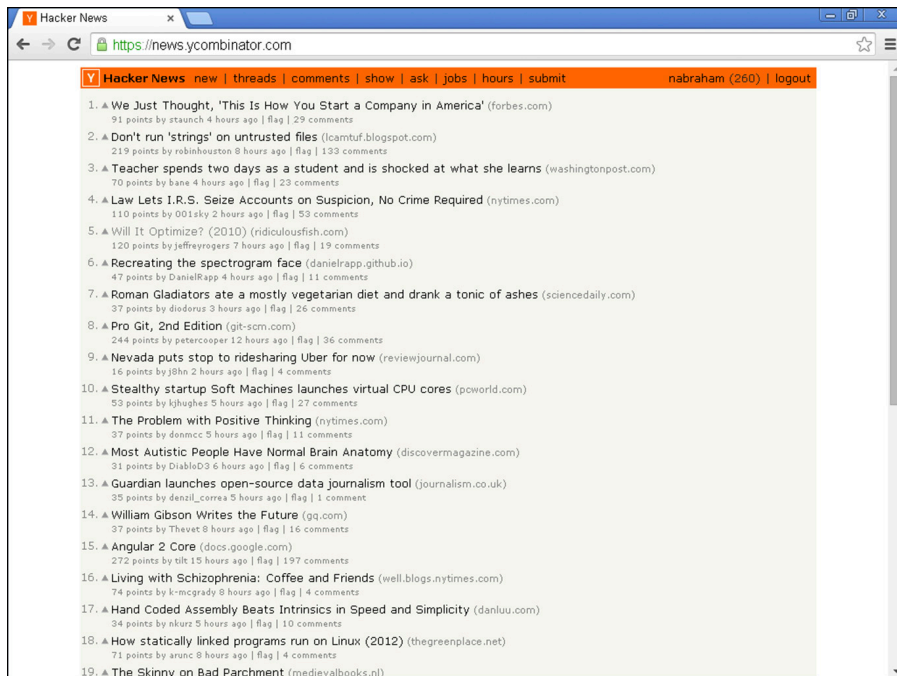 Y Hacker News
https://news.ycombinator.com
Y Hacker News new | threads | comments | show | ask | jobs | hours | submit nabraham (260) | logout
1. We Just Thought, 'This Is How You Start a Company in America' (forbes.com)
91 points by staunch 4 hours ago | flag | 29 comments
2. Don't run 'strings' on untrusted files (lcamtuf.blogspot.com)
219 points by robinhouston 8 hours ago | flag | 133 comments
3. Teacher spends two days as a student and is shocked at what she learns (washingtonpost.com)
70 points by bane 4 hours ago | flag | 23 comments
4. Law Lets I.R.S. Seize Accounts on Suspicion, No Crime Required (nytimes.com)
110 points by 001sky 2 hours ago | flag | 53 comments
5. Will It Optimize? (2010) (ridiculousfish.com)
120 points by jeffreyrogers 7 hours ago | flag | 19 comments
6. Recreating the spectrogram face (danielrapp.github.io)
47 points by DanielRapp 4 hours ago | flag | 11 comments
7. Roman Gladiators ate a mostly vegetarian diet and drank a tonic of ashes (sciencedaily.com)
37 points by diodorus 3 hours ago | flag | 26 comments
8. Pro Git, 2nd Edition (git-scm.com)
244 points by petercooper 12 hours ago | flag | 36 comments
9. Nevada puts stop to ridesharing Uber for now (reviewjournal.com)
16 points by j8hn 2 hours ago | flag | 4 comments
10. Stealthy startup Soft Machines launches virtual CPU cores (pcworld.com)
53 points by kjhughes 5 hours ago | flag | 27 comments
11. The Problem with Positive Thinking (nytimes.com)
37 points by donmcc 5 hours ago | flag | 11 comments
12. Most Autistic People Have Normal Brain Anatomy (discovermagazine.com)
31 points by DiabloD3 6 hours ago | flag | 6 comments
13. Guardian launches open-source data journalism tool (journalism.co.uk)
35 points by denzil_correa 5 hours ago | flag | 1 comment
14. William Gibson Writes the Future (gq.com)
37 points by Thevet 8 hours ago | flag | 16 comments
15. Angular 2 Core (docs.google.com)
272 points by tilt 15 hours ago | flag | 197 comments
16. Living with Schizophrenia: Coffee and Friends (well.blogs.nytimes.com)
74 points by k-mcgrady 8 hours ago | flag | 4 comments
17. Hand Coded Assembly Beats Intrinsics in Speed and Simplicity (danluu.com)
34 points by nkurz 5 hours ago | flag | 10 comments
18. How statically linked programs run on Linux (2012) (thegreenplace.net)
71 points by arunc 8 hours ago | flag | 4 comments
19. The Skinny on Bad Parchment (medievalbooks.nl)